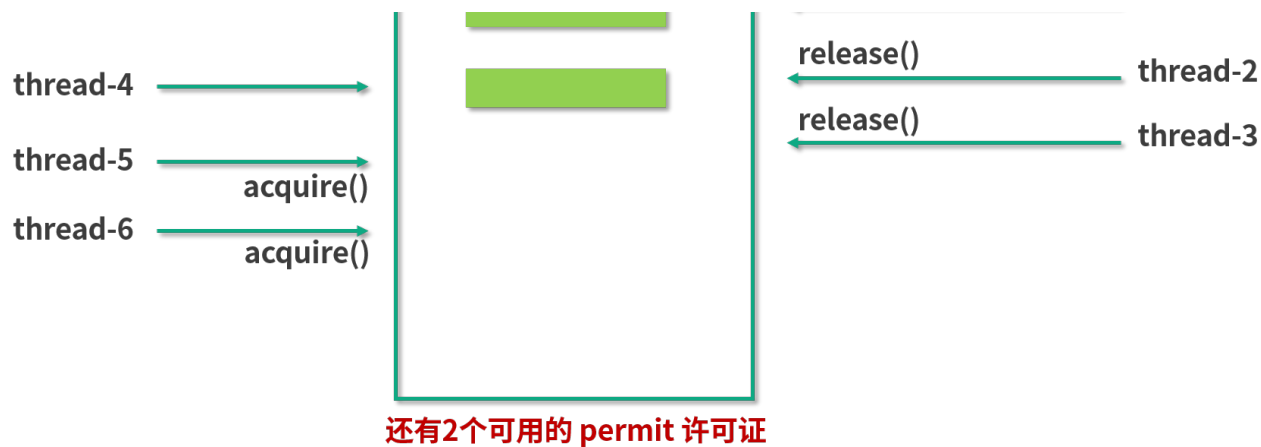 thread-4
thread-5
acquire()
thread-6
acquire()
release()
thread-2
release()
thread-3
还有2个可用的 permit 许可证